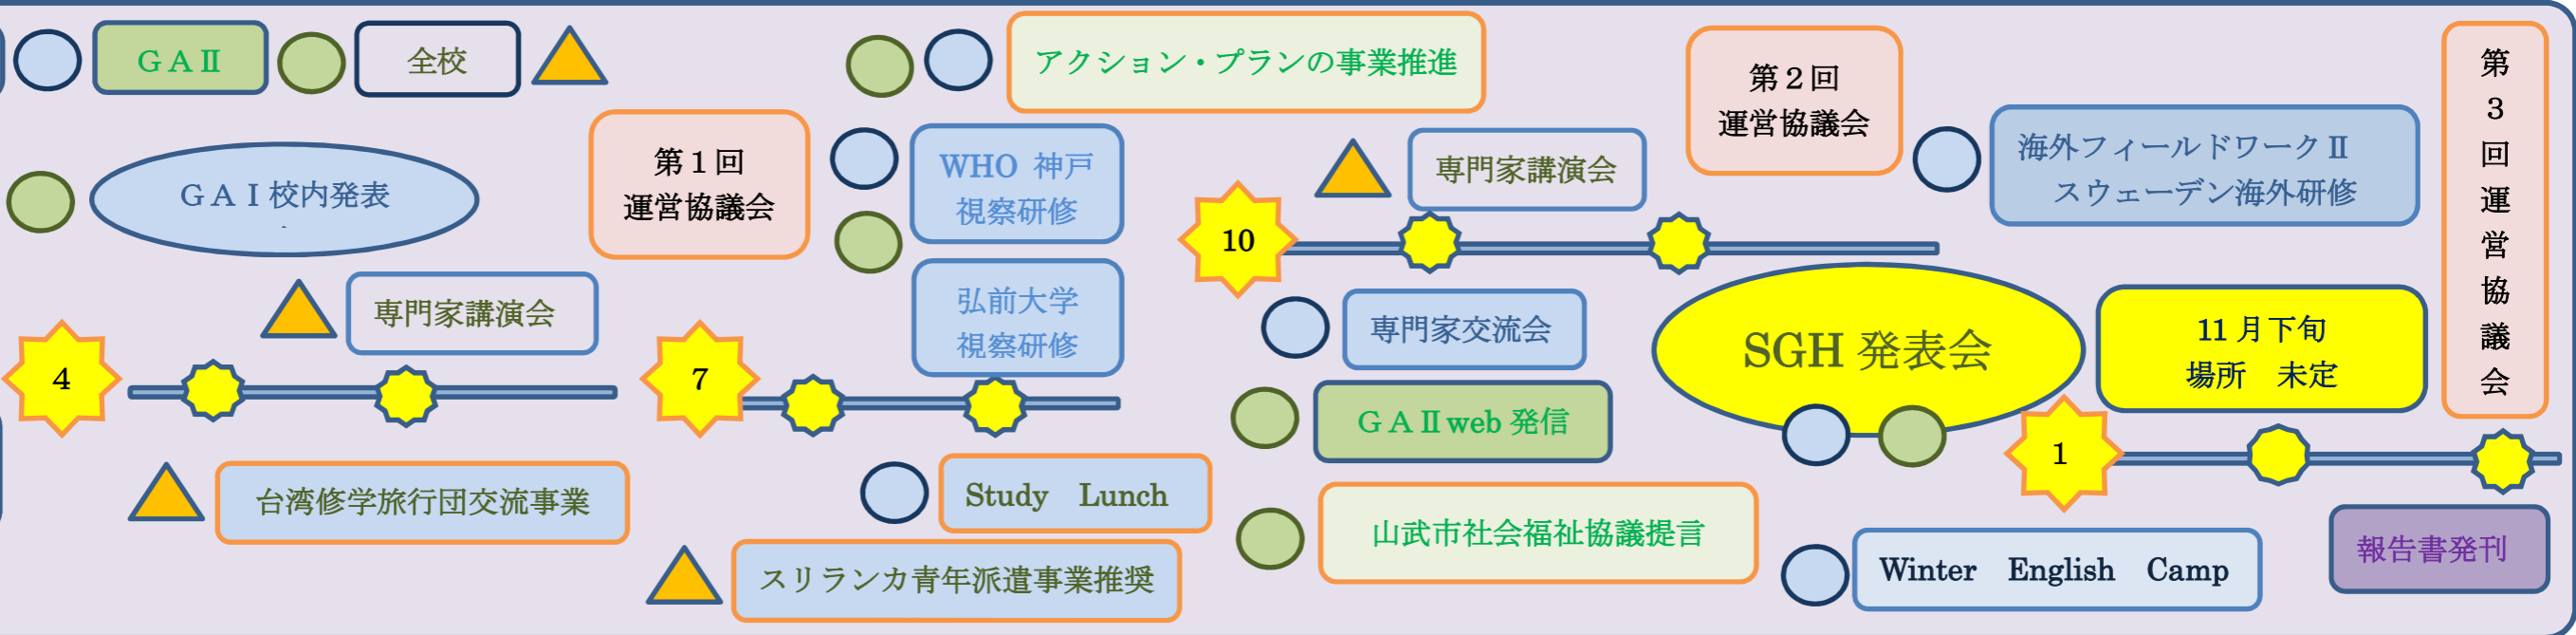 ＧＡⅡ
全校
アクション・プランの事業推進
第２回
運営協議会
第３回運営協議会
ＧＡⅠ校内発表
第１回
運営協議会
WHO 神戸
視察研修
専門家講演会
海外フィールドワークⅡ
スウェーデン海外研修
10
専門家講演会
弘前大学
視察研修
専門家交流会
SGH 発表会
11 月下旬
場所　未定
4
7
ＧＡⅡweb 発信
1
台湾修学旅行団交流事業
Study　Lunch
山武市社会福祉協議提言
スリランカ青年派遣事業推奨
Winter　English　Camp
報告書発刊